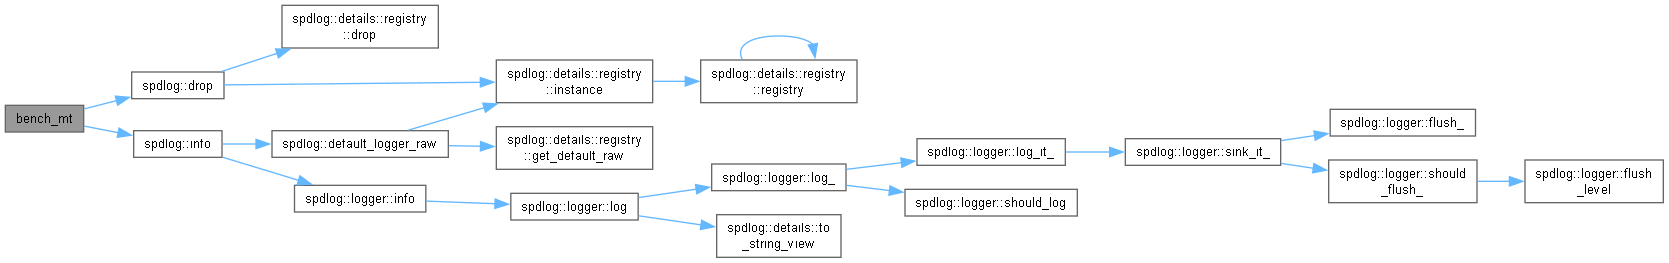 bench_mt
spdlog::drop
spdlog::details::registry
::drop
spdlog::info
spdlog::details::registry
::instance
spdlog::details::registry
::registry
spdlog::default_logger_raw
spdlog::details::registry
::get_default_raw
spdlog::logger::info
spdlog::logger::log
spdlog::logger::log_
spdlog::details::to
_string_view
spdlog::logger::log_it_
spdlog::logger::should_log
spdlog::logger::sink_it_
spdlog::logger::flush_
spdlog::logger::should
_flush_
spdlog::logger::flush
_level